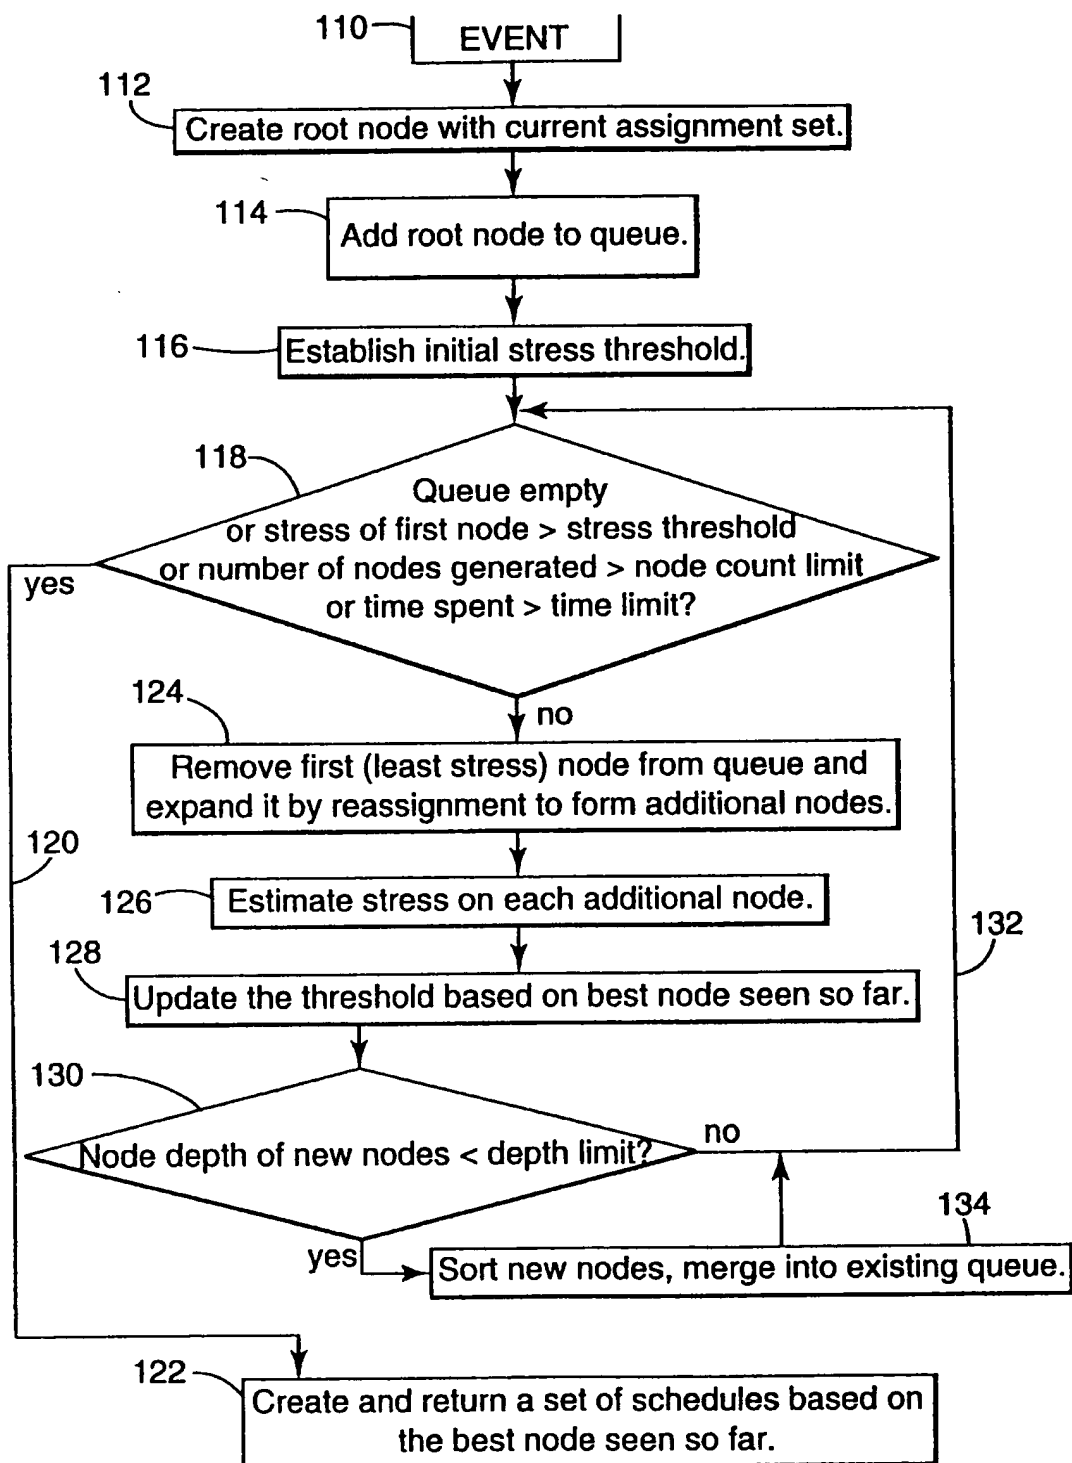 110
EVENT
112
Create root node with current assignment set.
114
Add root node to queue.
116
Establish initial stress threshold.
118
Queue empty
or stress of first node > stress threshold
or number of nodes generated > node count limit
or time spent > time limit?
yes
no
124
Remove first (least stress) node from queue and
expand it by reassignment to form additional nodes.
120
126
Estimate stress on each additional node.
132
128
Update the threshold based on best node seen so far.
130
Node depth of new nodes < depth limit?
no
yes
134
Sort new nodes, merge into existing queue.
122
Create and return a set of schedules based on
the best node seen so far.